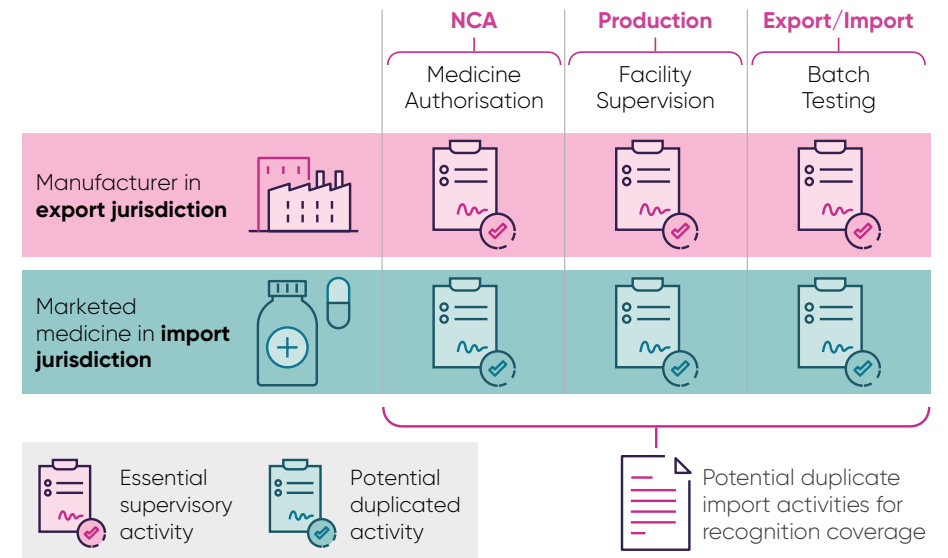 NCA
Production
Export/Import
Medicine
Authorisation
Facility
Supervision
Batch
Testing
Manufacturer in
export jurisdiction
Marketed
medicine in import
jurisdiction
Essential
supervisory
activity
Potential
duplicated
activity
Potential duplicate
import activities for
recognition coverage